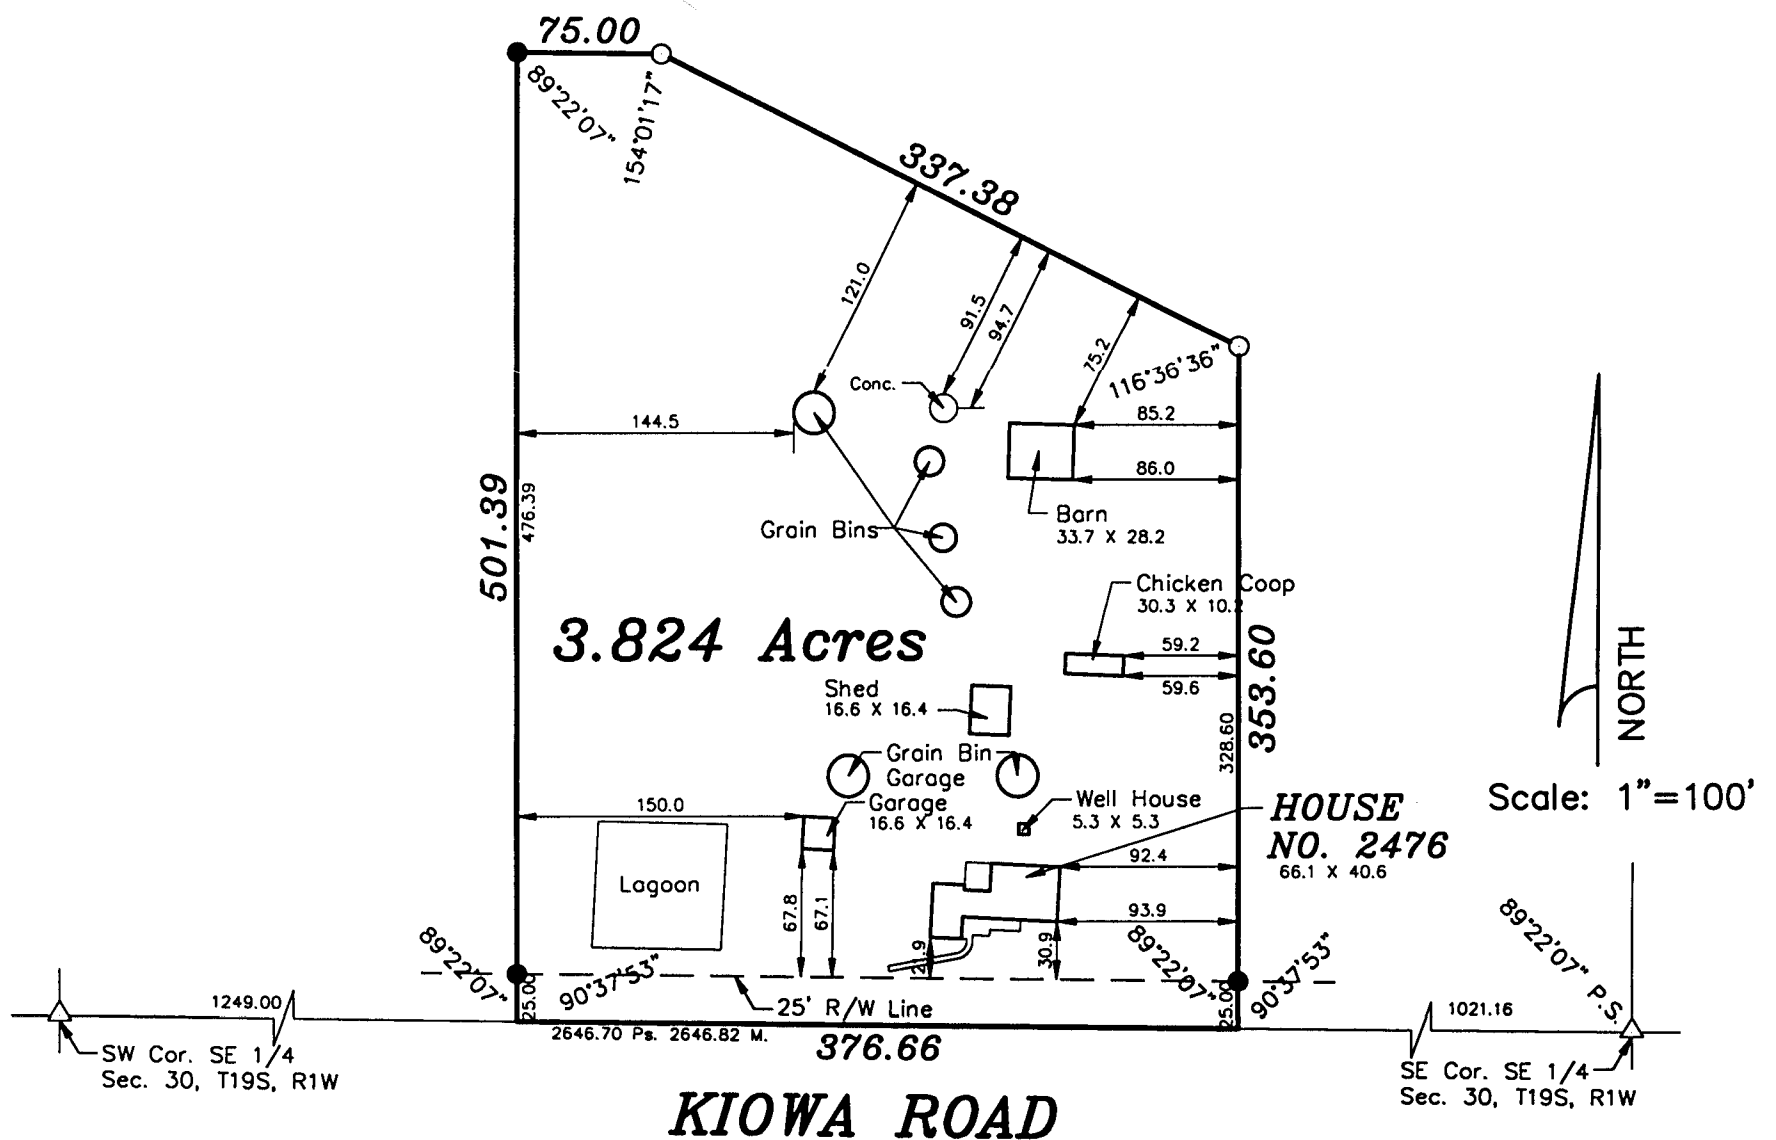 75.00
89°22'07"
154°01'17"
337.38
121.0
91.5
94.7
75.2
116°36'36"
Conc.
85.2
144.5
86.0
501.39
476.39
Barn
33.7 X 28.2
Grain Bins
Chicken Coop
30.3 X 10.2
3.824 Acres
59.2
59.6
353.60
328.60
Shed
16.6 X 16.4
NORTH
Grain Bin
Garage
Scale: 1"=100'
150.0
Garage
16.6 X 16.4
Well House
5.3 X 5.3
HOUSE
NO. 2476
66.1 X 40.6
92.4
Lagoon
67.8
67.1
93.9
30.9
89°22'07"
90°37'53"
89°22'07"
90°37'53"
89°22'07" P.S.
25.00
25.00
1249.00
25' R/W Line
1021.16
2646.70 Ps. 2646.82 M.
376.66
SW Cor. SE 1/4
Sec. 30, T19S, R1W
SE Cor. SE 1/4
Sec. 30, T19S, R1W
KIOWA ROAD